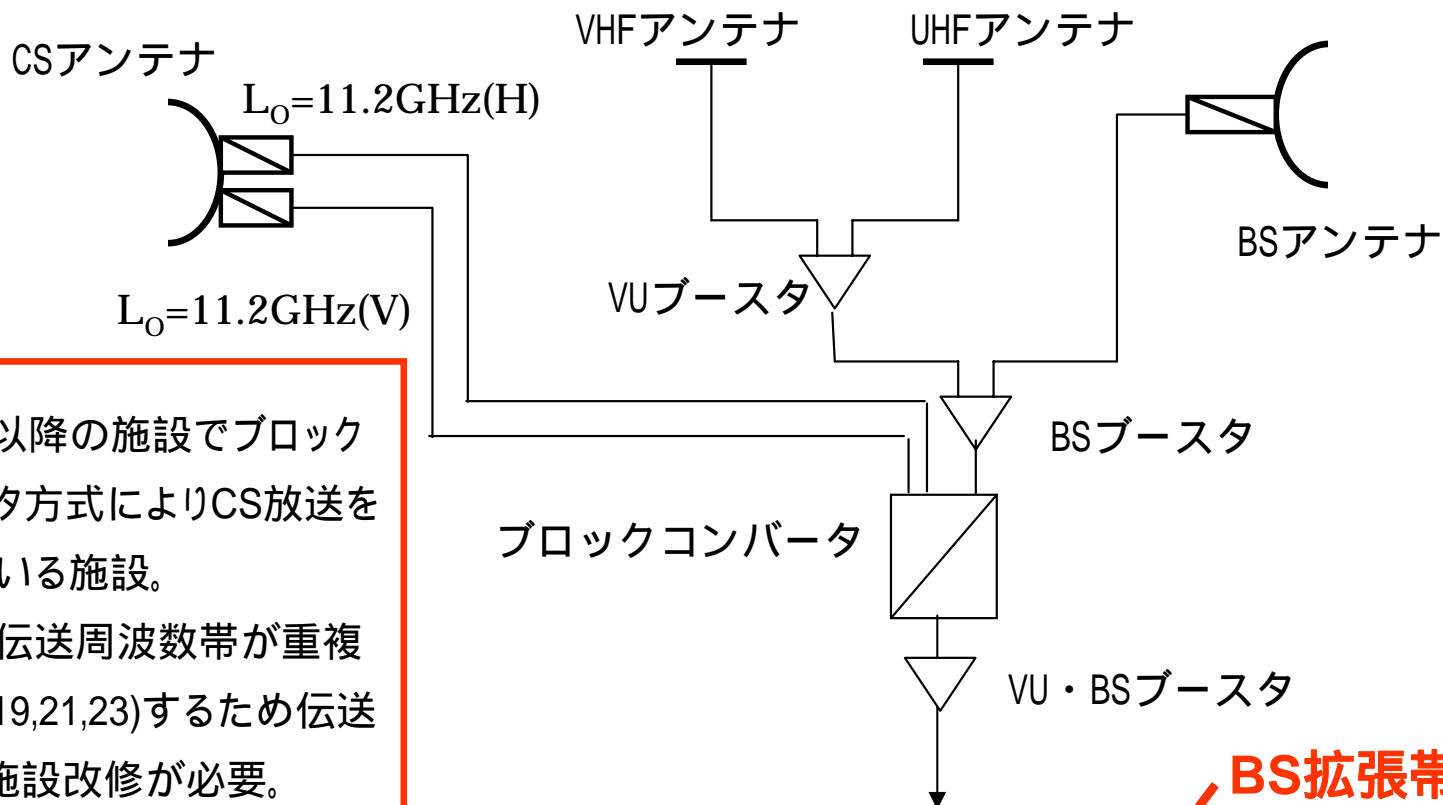 CSアンテナ
VHFアンテナ
UHFアンテナ
L_O=11.2GHz(H)
BSアンテナ
L_O=11.2GHz(V)
VUブースタ
BSブースタ
ブロックコンバータ
VU・BSブースタ
以降の施設でブロック
タ方式によりCS放送を
いる施設。
伝送周波数帯が重複
19,21,23)するため伝送
施設改修が必要。
BS拡張帯